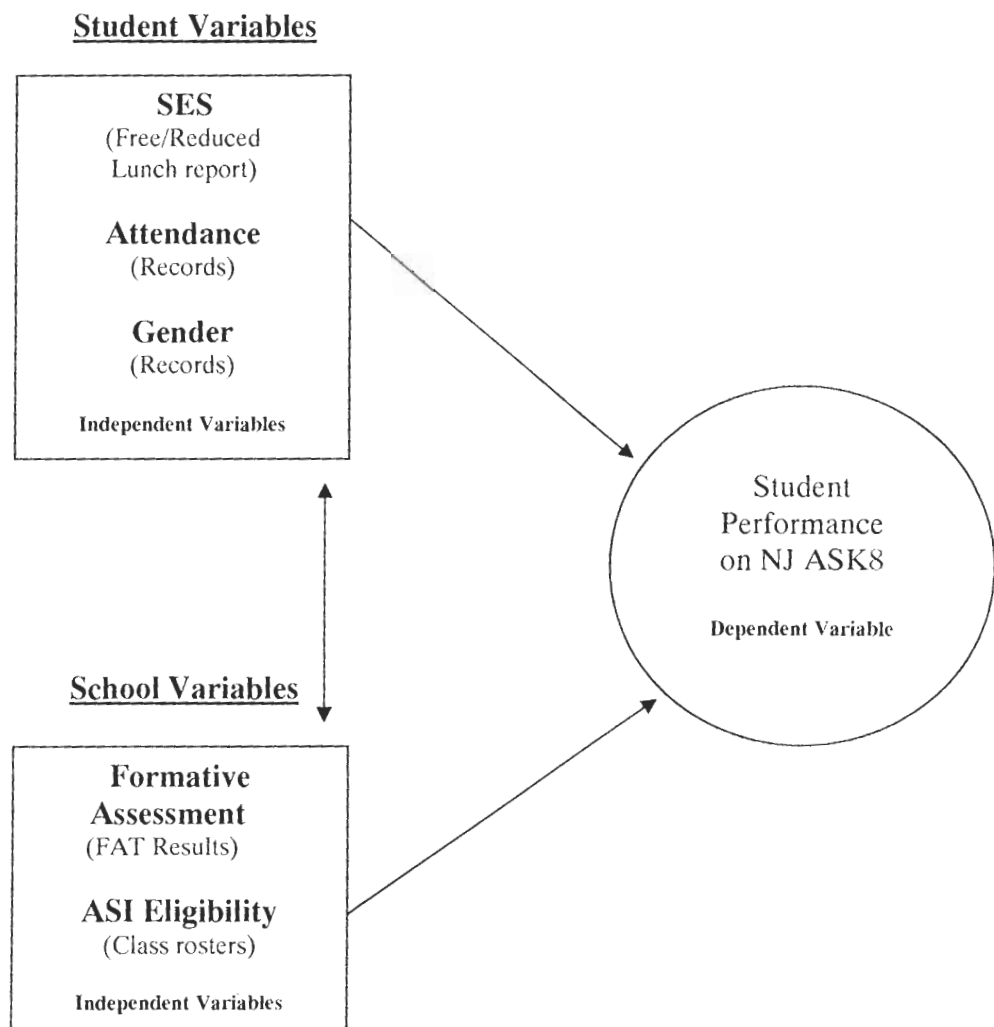 Student Variables
SES
(Free/Reduced
Lunch report)
Attendance
(Records)
Gender
(Records)
Independent Variables
Student
Performance
on NJ ASK8
Dependent Variable
School Variables
Formative
Assessment
(FAT Results)
ASI Eligibility
(Class rosters)
Independent Variables